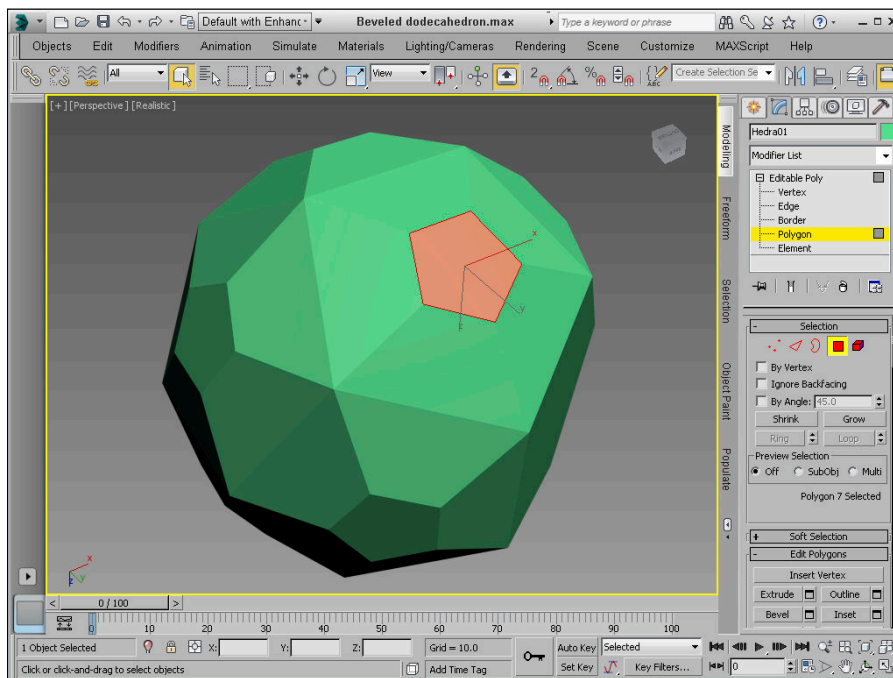 Default with Enhanc
Beveled dodecahedron.max
Type a keyword or phrase
Objects Edit Modifiers Animation Simulate Materials Lighting/Cameras Rendering Scene Customize MAXScript Help
All
View
2
%
ABC
Create Selection Se
[+] [Perspective] [Realistic]
x
y
z
x
y
z
Modeling
Freeform
Selection
Object Paint
Populate
Hedra01
Modifier List
Editable Poly
Vertex
Edge
Border
Polygon
Element
- Selection
By Vertex
Ignore Backfacing
By Angle: 45.0
Shrink Grow
Ring Loop
Preview Selection
Off SubObj Multi
Polygon 7 Selected
+ Soft Selection
- Edit Polygons
Insert Vertex
Extrude Outline
Bevel Inset
< 0 / 100 >
0 10 20 30 40 50 60 70 80 90 100
1 Object Selected X: Y: Z: Grid = 10.0 Auto Key Selected
Click or click-and-drag to select objects Add Time Tag Set Key Key Filters... 0